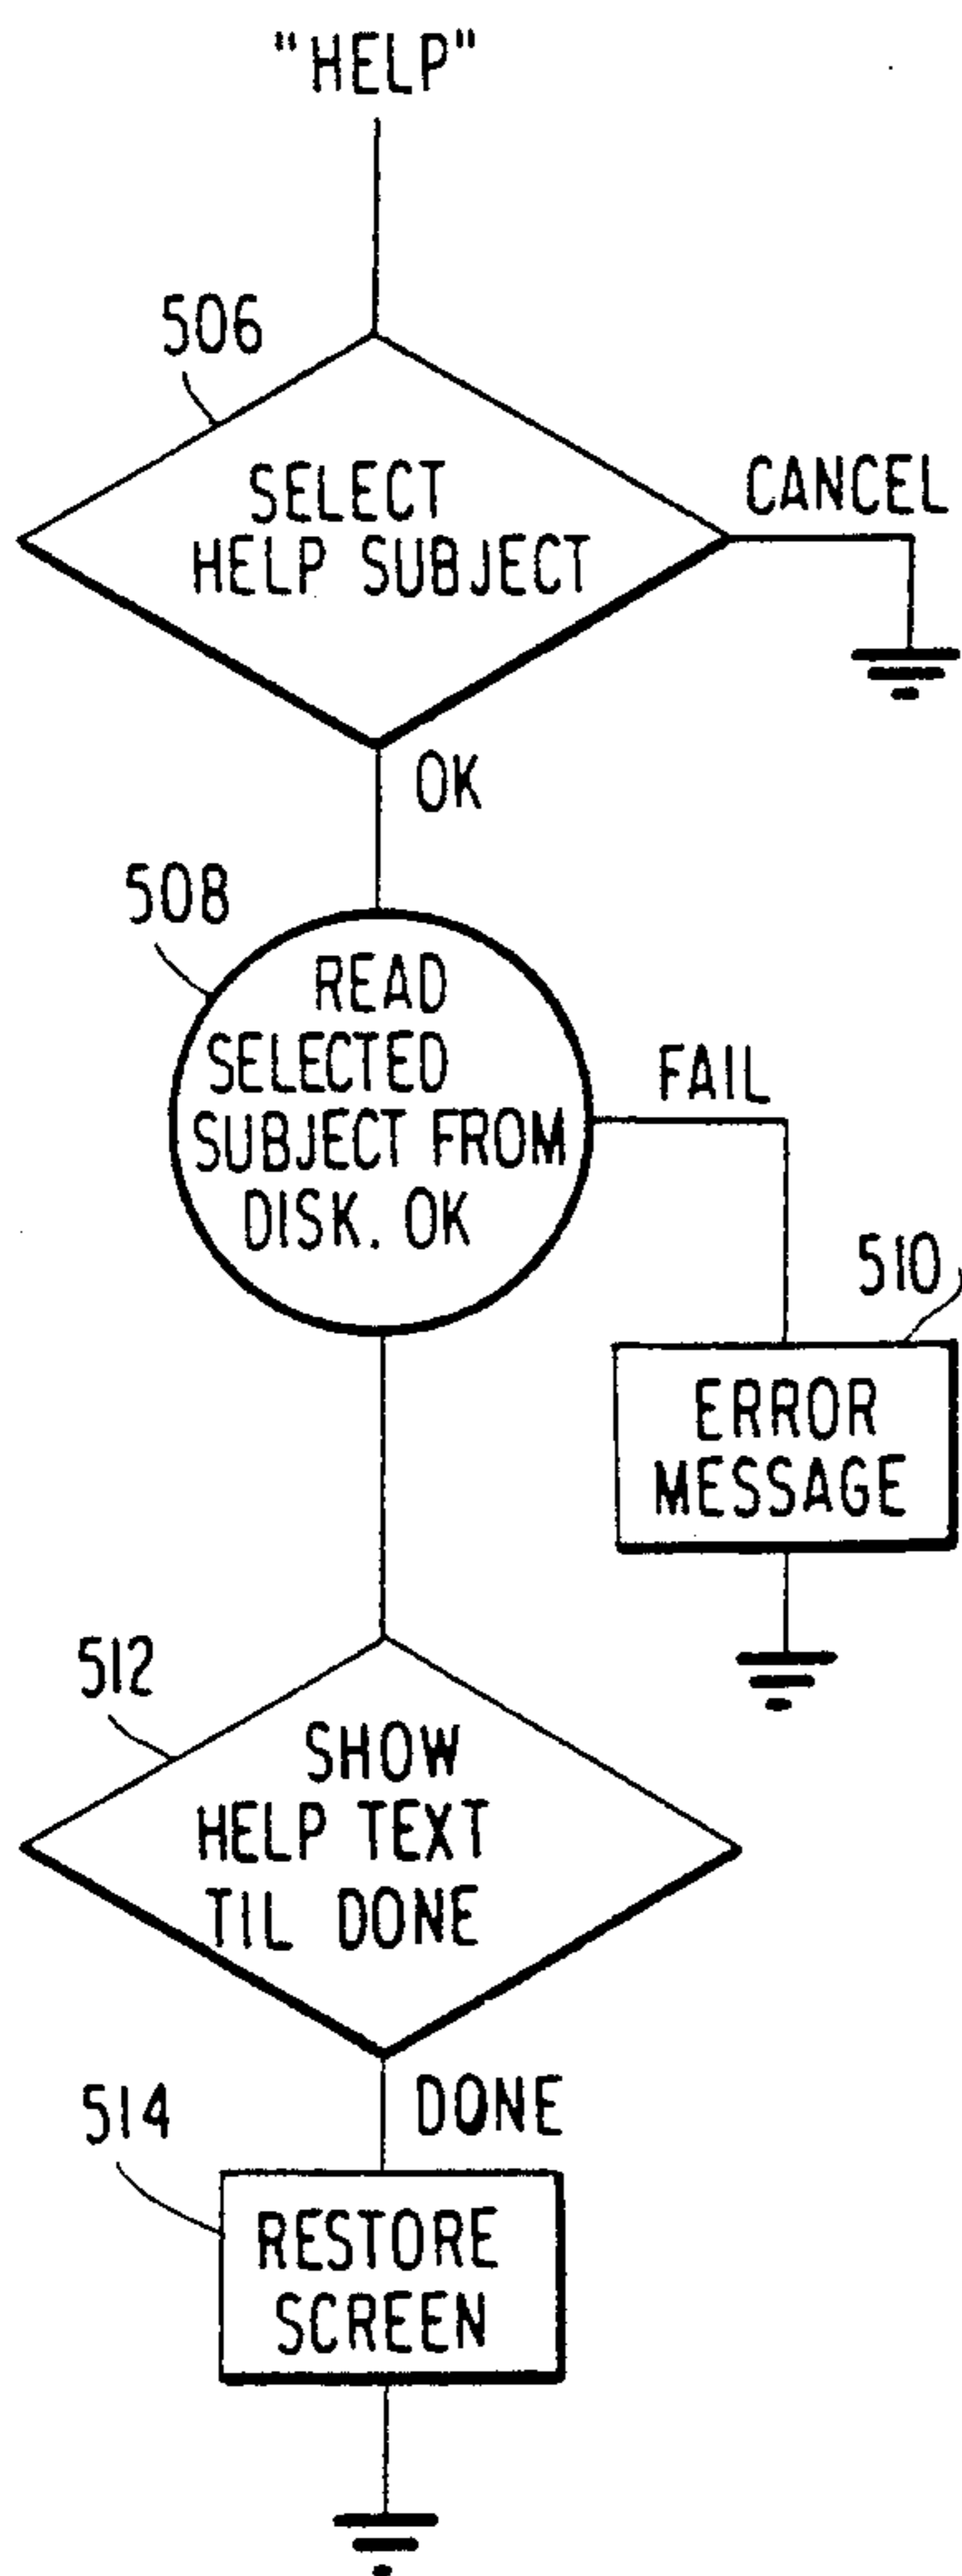 "HELP"
506
SELECT
HELP SUBJECT
CANCEL
OK
508
READ
SELECTED
SUBJECT FROM
DISK. OK
FAIL
510
ERROR
MESSAGE
512
SHOW
HELP TEXT
TIL DONE
DONE
514
RESTORE
SCREEN